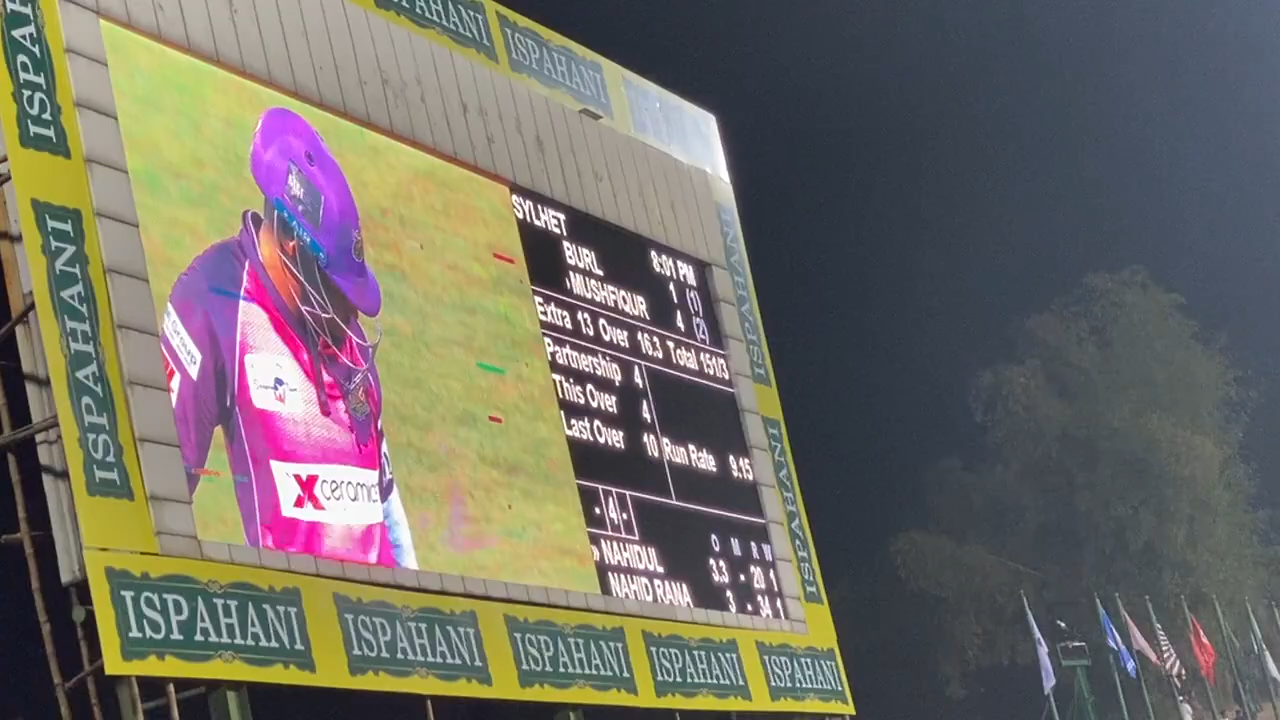 ISPAHANI
ISPAHANI
ISPAHANI
ISPAHANI
SYLHET
8:01 PM
BURL 1 (1)
MUSHFIQUR 4 (2)
Extra 13 Over 16.3 Total 151/3
Partnership 4
This Over 4
Last Over 10 Run Rate 9.15
- 4 -
O M R W
» NAHIDUL 3.3 - 20 1
NAHID RANA 3 - 34 1
Xceramics
ISPAHANI
ISPAHANI
ISPAHANI
ISPAHANI ISPAHANI ISPAHANI ISPAHANI ISPAHANI